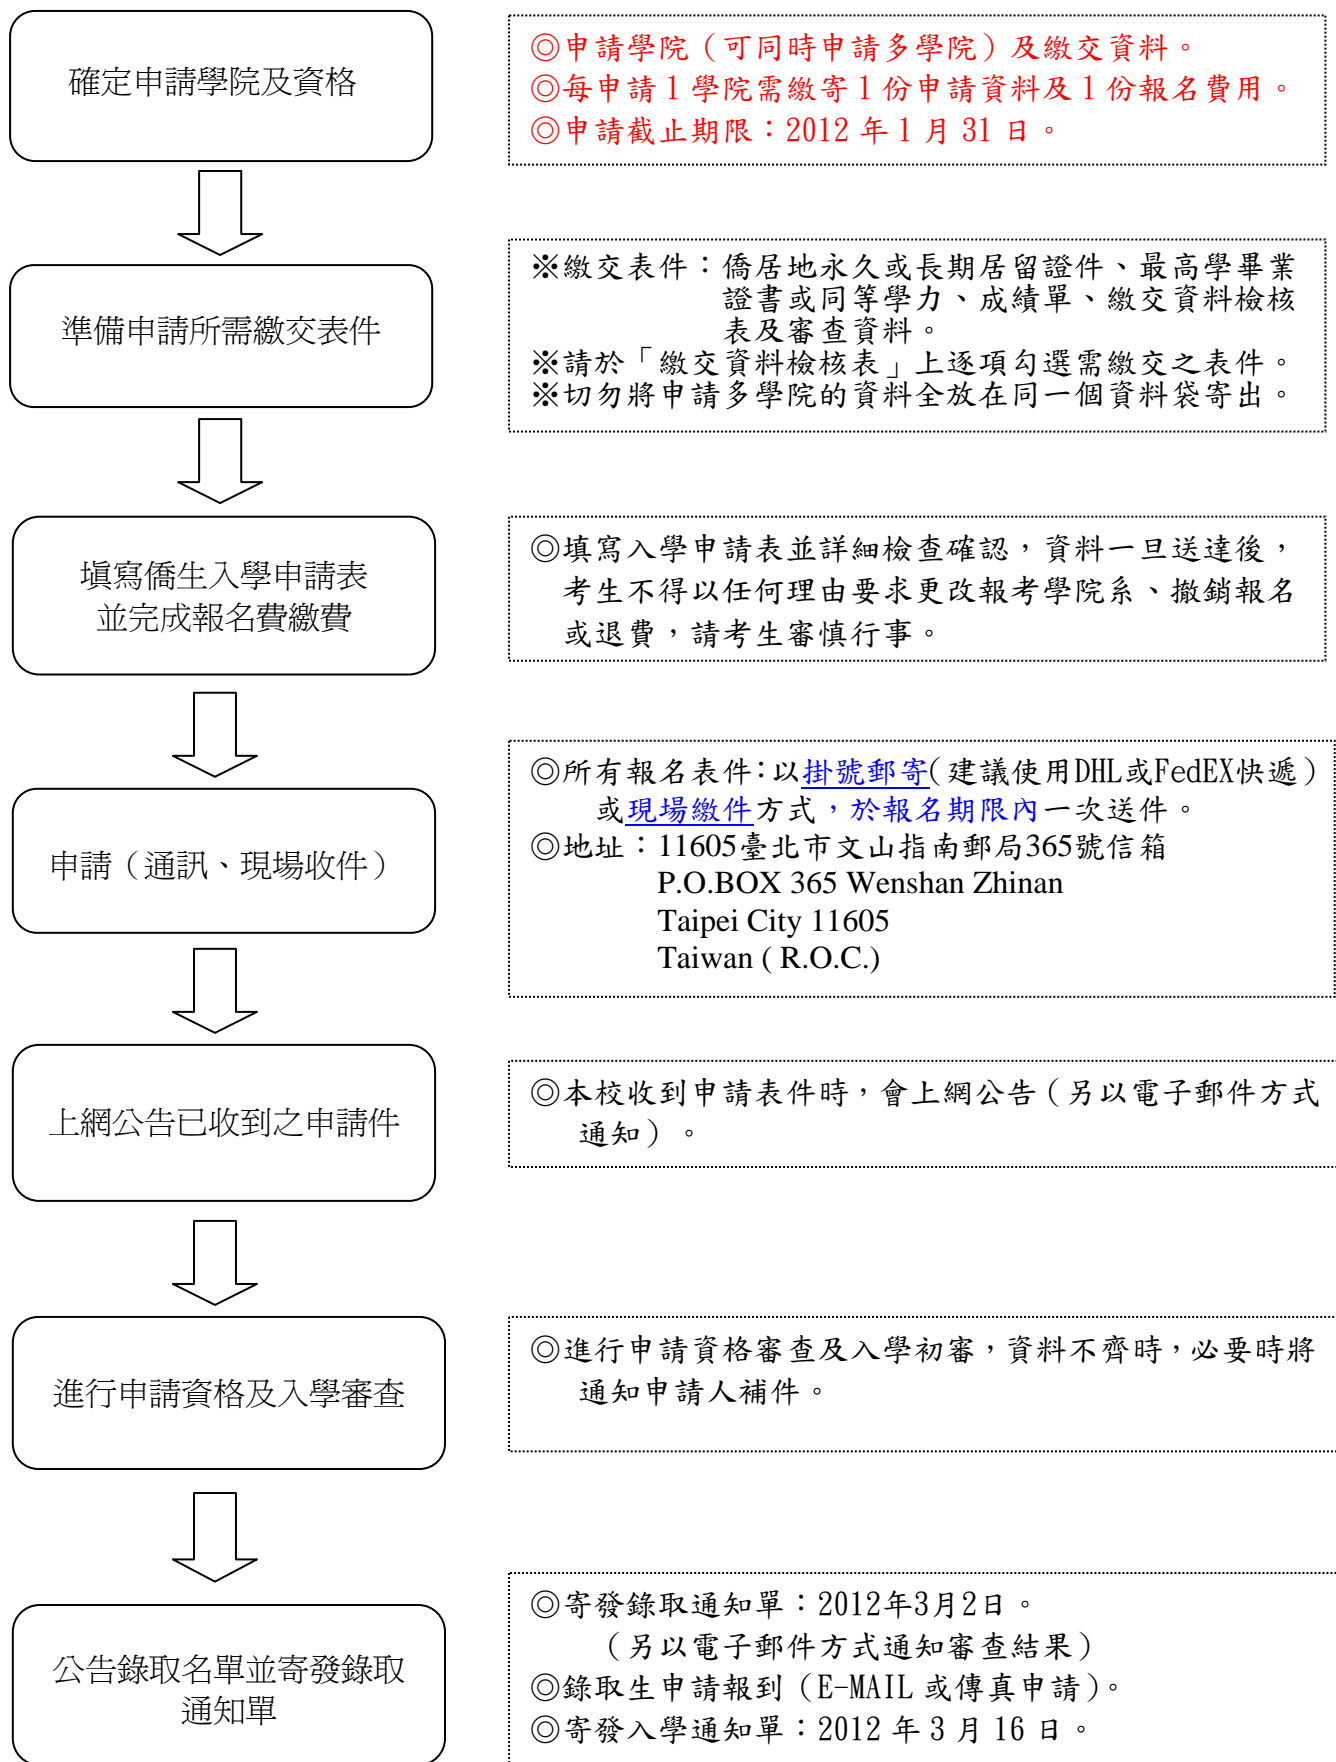 確定申請學院及資格
◎申請學院（可同時申請多學院）及繳交資料。
◎每申請 1 學院需繳寄 1 份申請資料及 1 份報名費用。
◎申請截止期限：2012 年 1 月 31 日。
準備申請所需繳交表件
※繳交表件：僑居地永久或長期居留證件、最高學畢業
證書或同等學力、成績單、繳交資料檢核
表及審查資料。
※請於「繳交資料檢核表」上逐項勾選需繳交之表件。
※切勿將申請多學院的資料全放在同一個資料袋寄出。
填寫僑生入學申請表
並完成報名費繳費
◎填寫入學申請表並詳細檢查確認，資料一旦送達後，
考生不得以任何理由要求更改報考學院系、撤銷報名
或退費，請考生審慎行事。
申請（通訊、現場收件）
◎所有報名表件：以掛號郵寄（建議使用DHL或FedEX快遞）
或現場繳件方式，於報名期限內一次送件。
◎地址：11605臺北市文山指南郵局365號信箱
P.O.BOX 365 Wenshan Zhinan
Taipei City 11605
Taiwan ( R.O.C.)
上網公告已收到之申請件
◎本校收到申請表件時，會上網公告（另以電子郵件方式
通知）。
進行申請資格及入學審查
◎進行申請資格審查及入學初審，資料不齊時，必要時將
通知申請人補件。
公告錄取名單並寄發錄取
通知單
◎寄發錄取通知單：2012年3月2日。
（另以電子郵件方式通知審查結果）
◎錄取生申請報到（E-MAIL 或傳真申請）。
◎寄發入學通知單：2012 年 3 月 16 日。